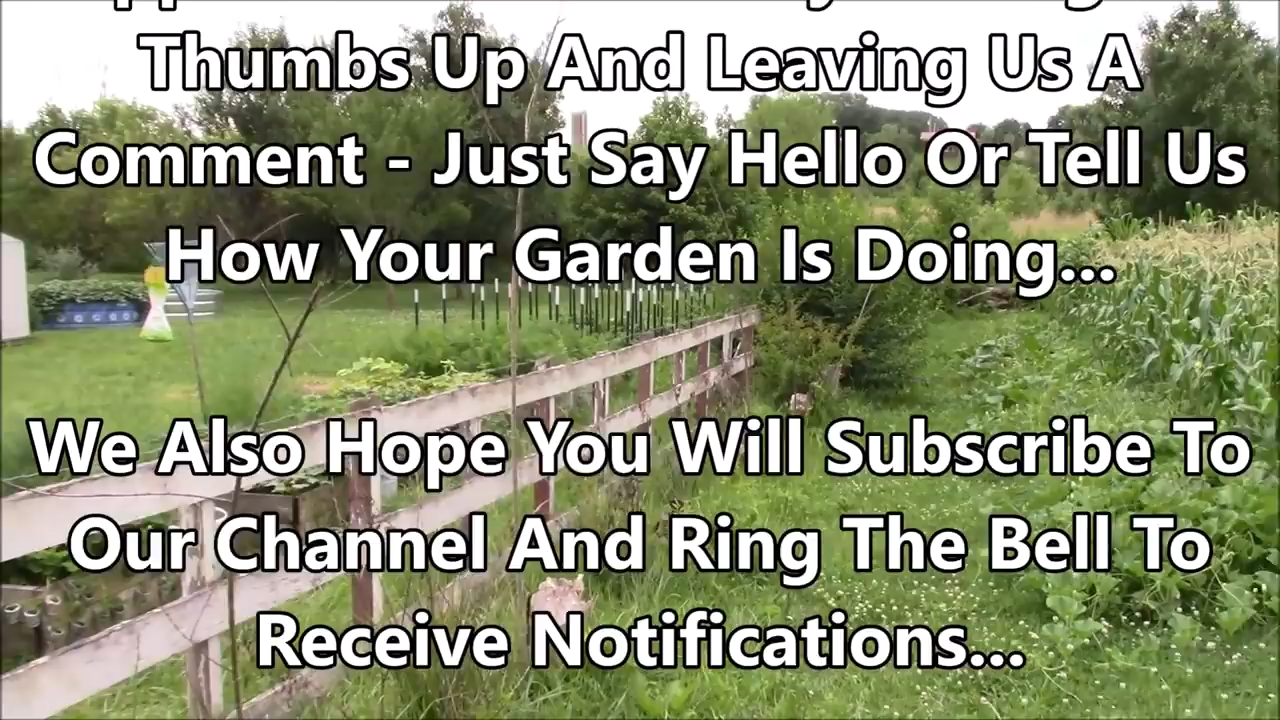 Thumbs Up And Leaving Us A
Comment - Just Say Hello Or Tell Us
How Your Garden Is Doing...
We Also Hope You Will Subscribe To
Our Channel And Ring The Bell To
Receive Notifications...